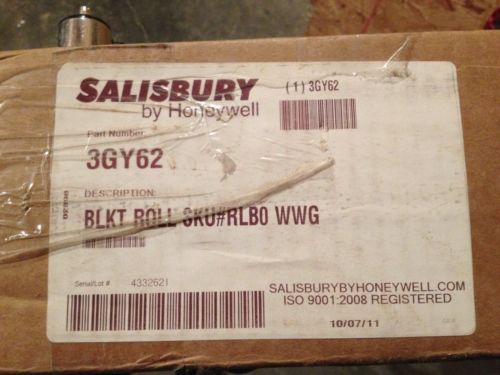 SALISBURY
by Honeywell
(1) 3GY62
Part Number:
3GY62
DESCRIPTION:
BLKT ROLL SKU#RLB0 WWG
Serial/Lot # 4332621
SALISBURYBYHONEYWELL.COM
ISO 9001:2008 REGISTERED
10/07/11